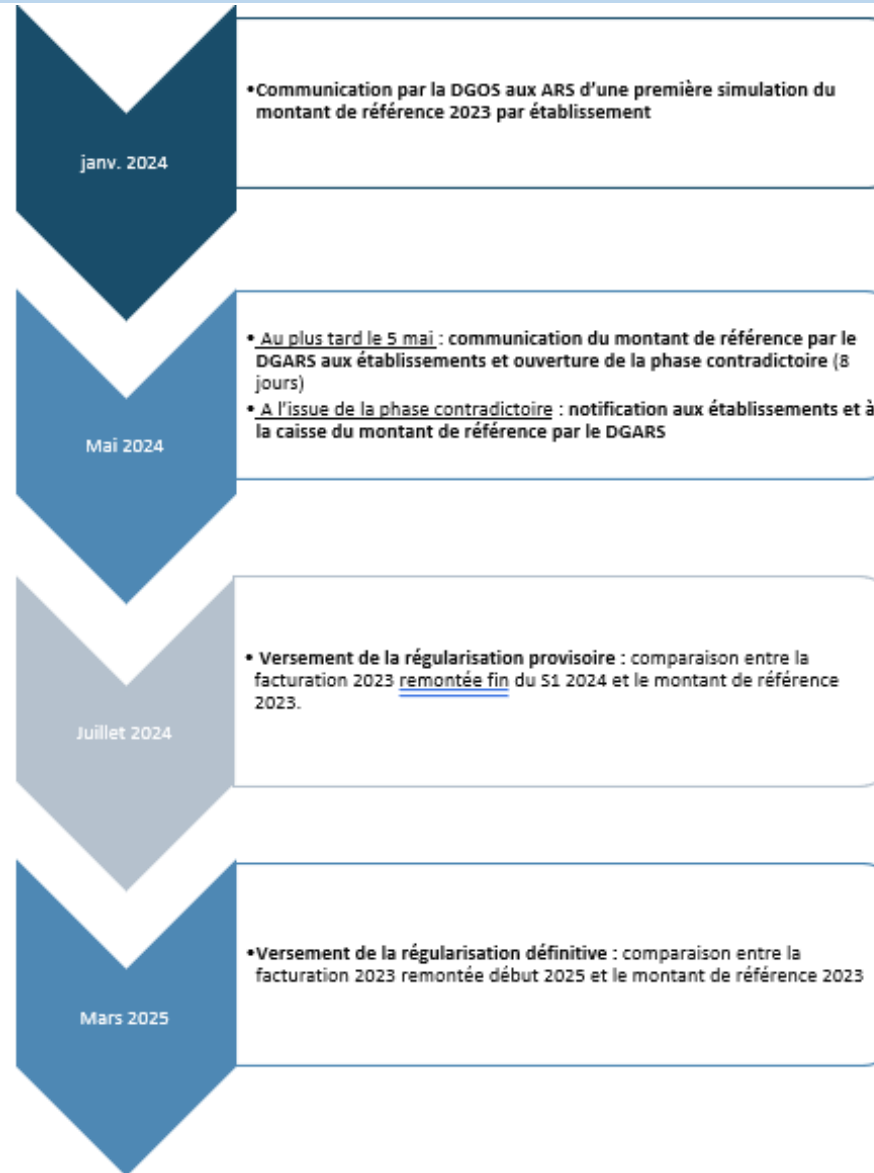 •Communication par la DGOS aux ARS d'une première simulation du
montant de référence 2023 par établissement
janv. 2024
• Au plus tard le 5 mai : communication du montant de référence par le
DGARS aux établissements et ouverture de la phase contradictoire (8
jours)
• A l'issue de la phase contradictoire : notification aux établissements et à
la caisse du montant de référence par le DGARS
Mai 2024
• Versement de la régularisation provisoire : comparaison entre la
facturation 2023 remontée fin du S1 2024 et le montant de référence
2023.
Juillet 2024
•Versement de la régularisation définitive : comparaison entre la
facturation 2023 remontée début 2025 et le montant de référence 2023
Mars 2025